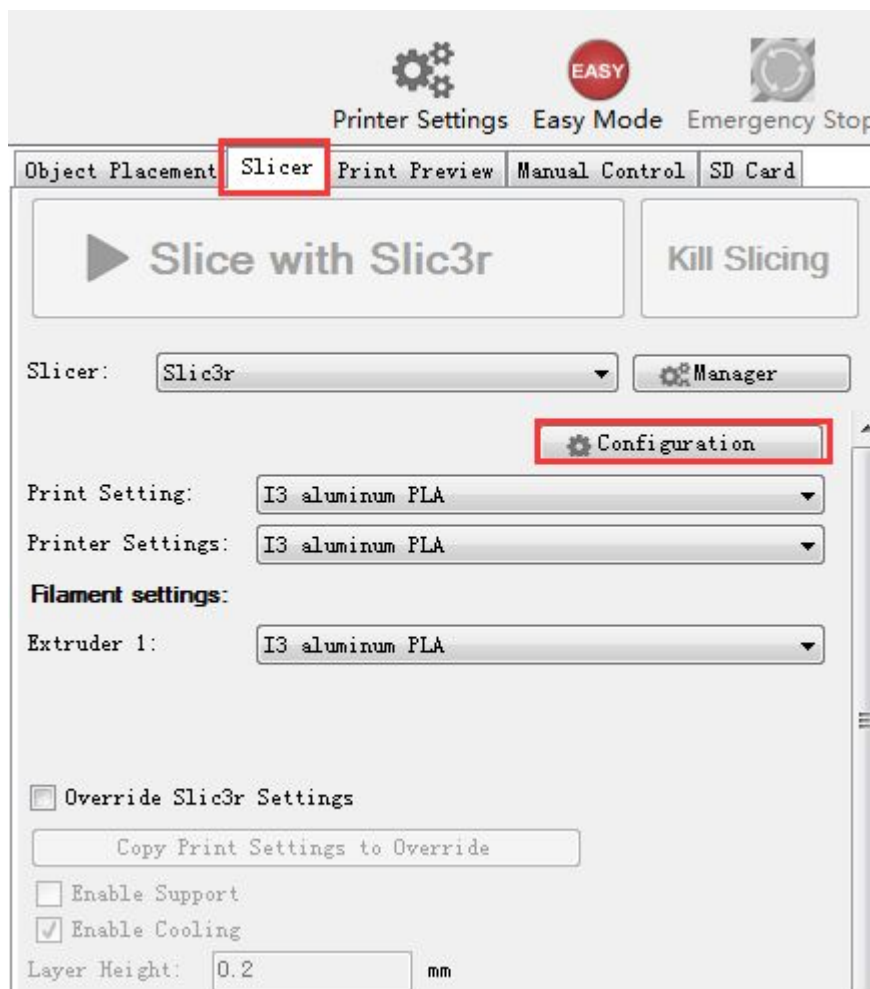 EASY
Printer Settings Easy Mode Emergency Stop
Object Placement Slicer Print Preview Manual Control SD Card
Slice with Slic3r Kill Slicing
Slicer: Slic3r Manager
Configuration
Print Setting: I3 aluminum PLA
Printer Settings: I3 aluminum PLA
Filament settings:
Extruder 1: I3 aluminum PLA
Override Slic3r Settings
Copy Print Settings to Override
Enable Support
Enable Cooling
Layer Height: 0.2 mm